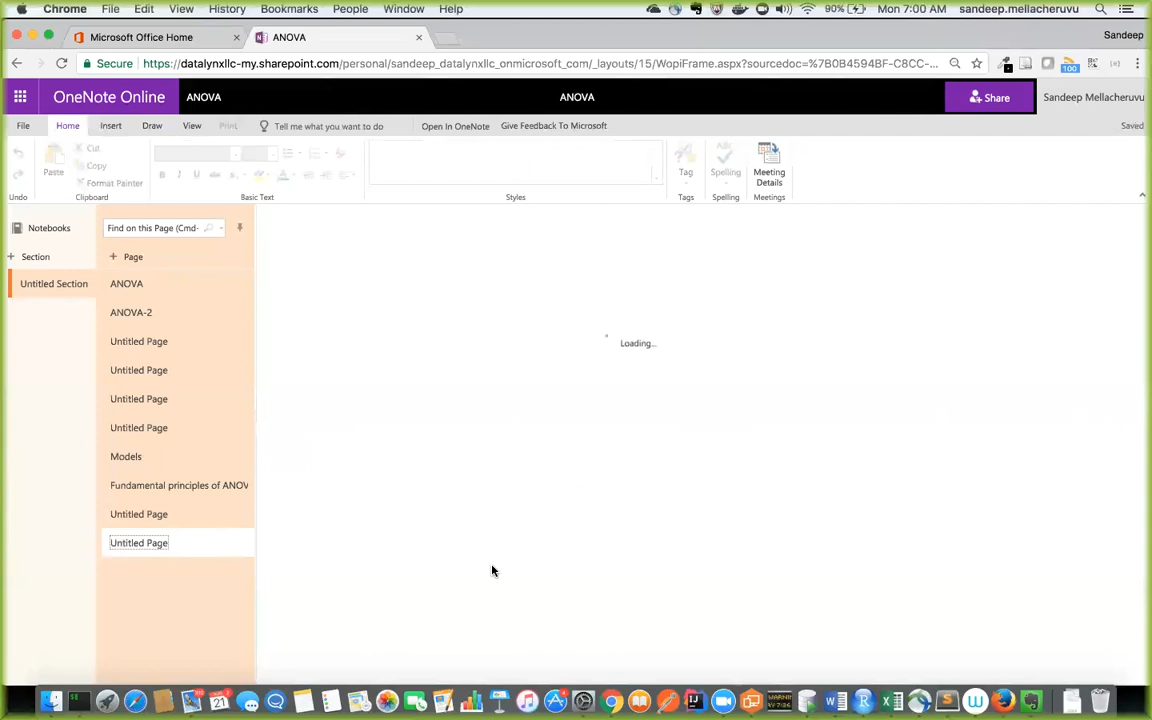 Chrome File Edit View History Bookmarks People Window Help 90% Mon 7:00 AM sandeep.mellacheruvu
Microsoft Office Home × ANOVA × Sandeep
Secure https://datalynxllc-my.sharepoint.com/personal/sandeep_datalynxllc_onmicrosoft_com/_layouts/15/WopiFrame.aspx?sourcedoc=%7B0B4594BF-C8CC-... 100
OneNote Online ANOVA ANOVA Share Sandeep Mellacheruvu
File Home Insert Draw View Print Tell me what you want to do Open In OneNote Give Feedback To Microsoft Saved
Paste Cut Copy Format Painter B I U abc Tag Spelling Meeting Details
Undo Clipboard Basic Text Styles Tags Spelling Meetings
Notebooks Find on this Page (Cmd-
+ Section + Page
Untitled Section ANOVA
ANOVA-2
Untitled Page
Loading...
Untitled Page
Untitled Page
Untitled Page
Models
Fundamental principles of ANOV
Untitled Page
Untitled Page